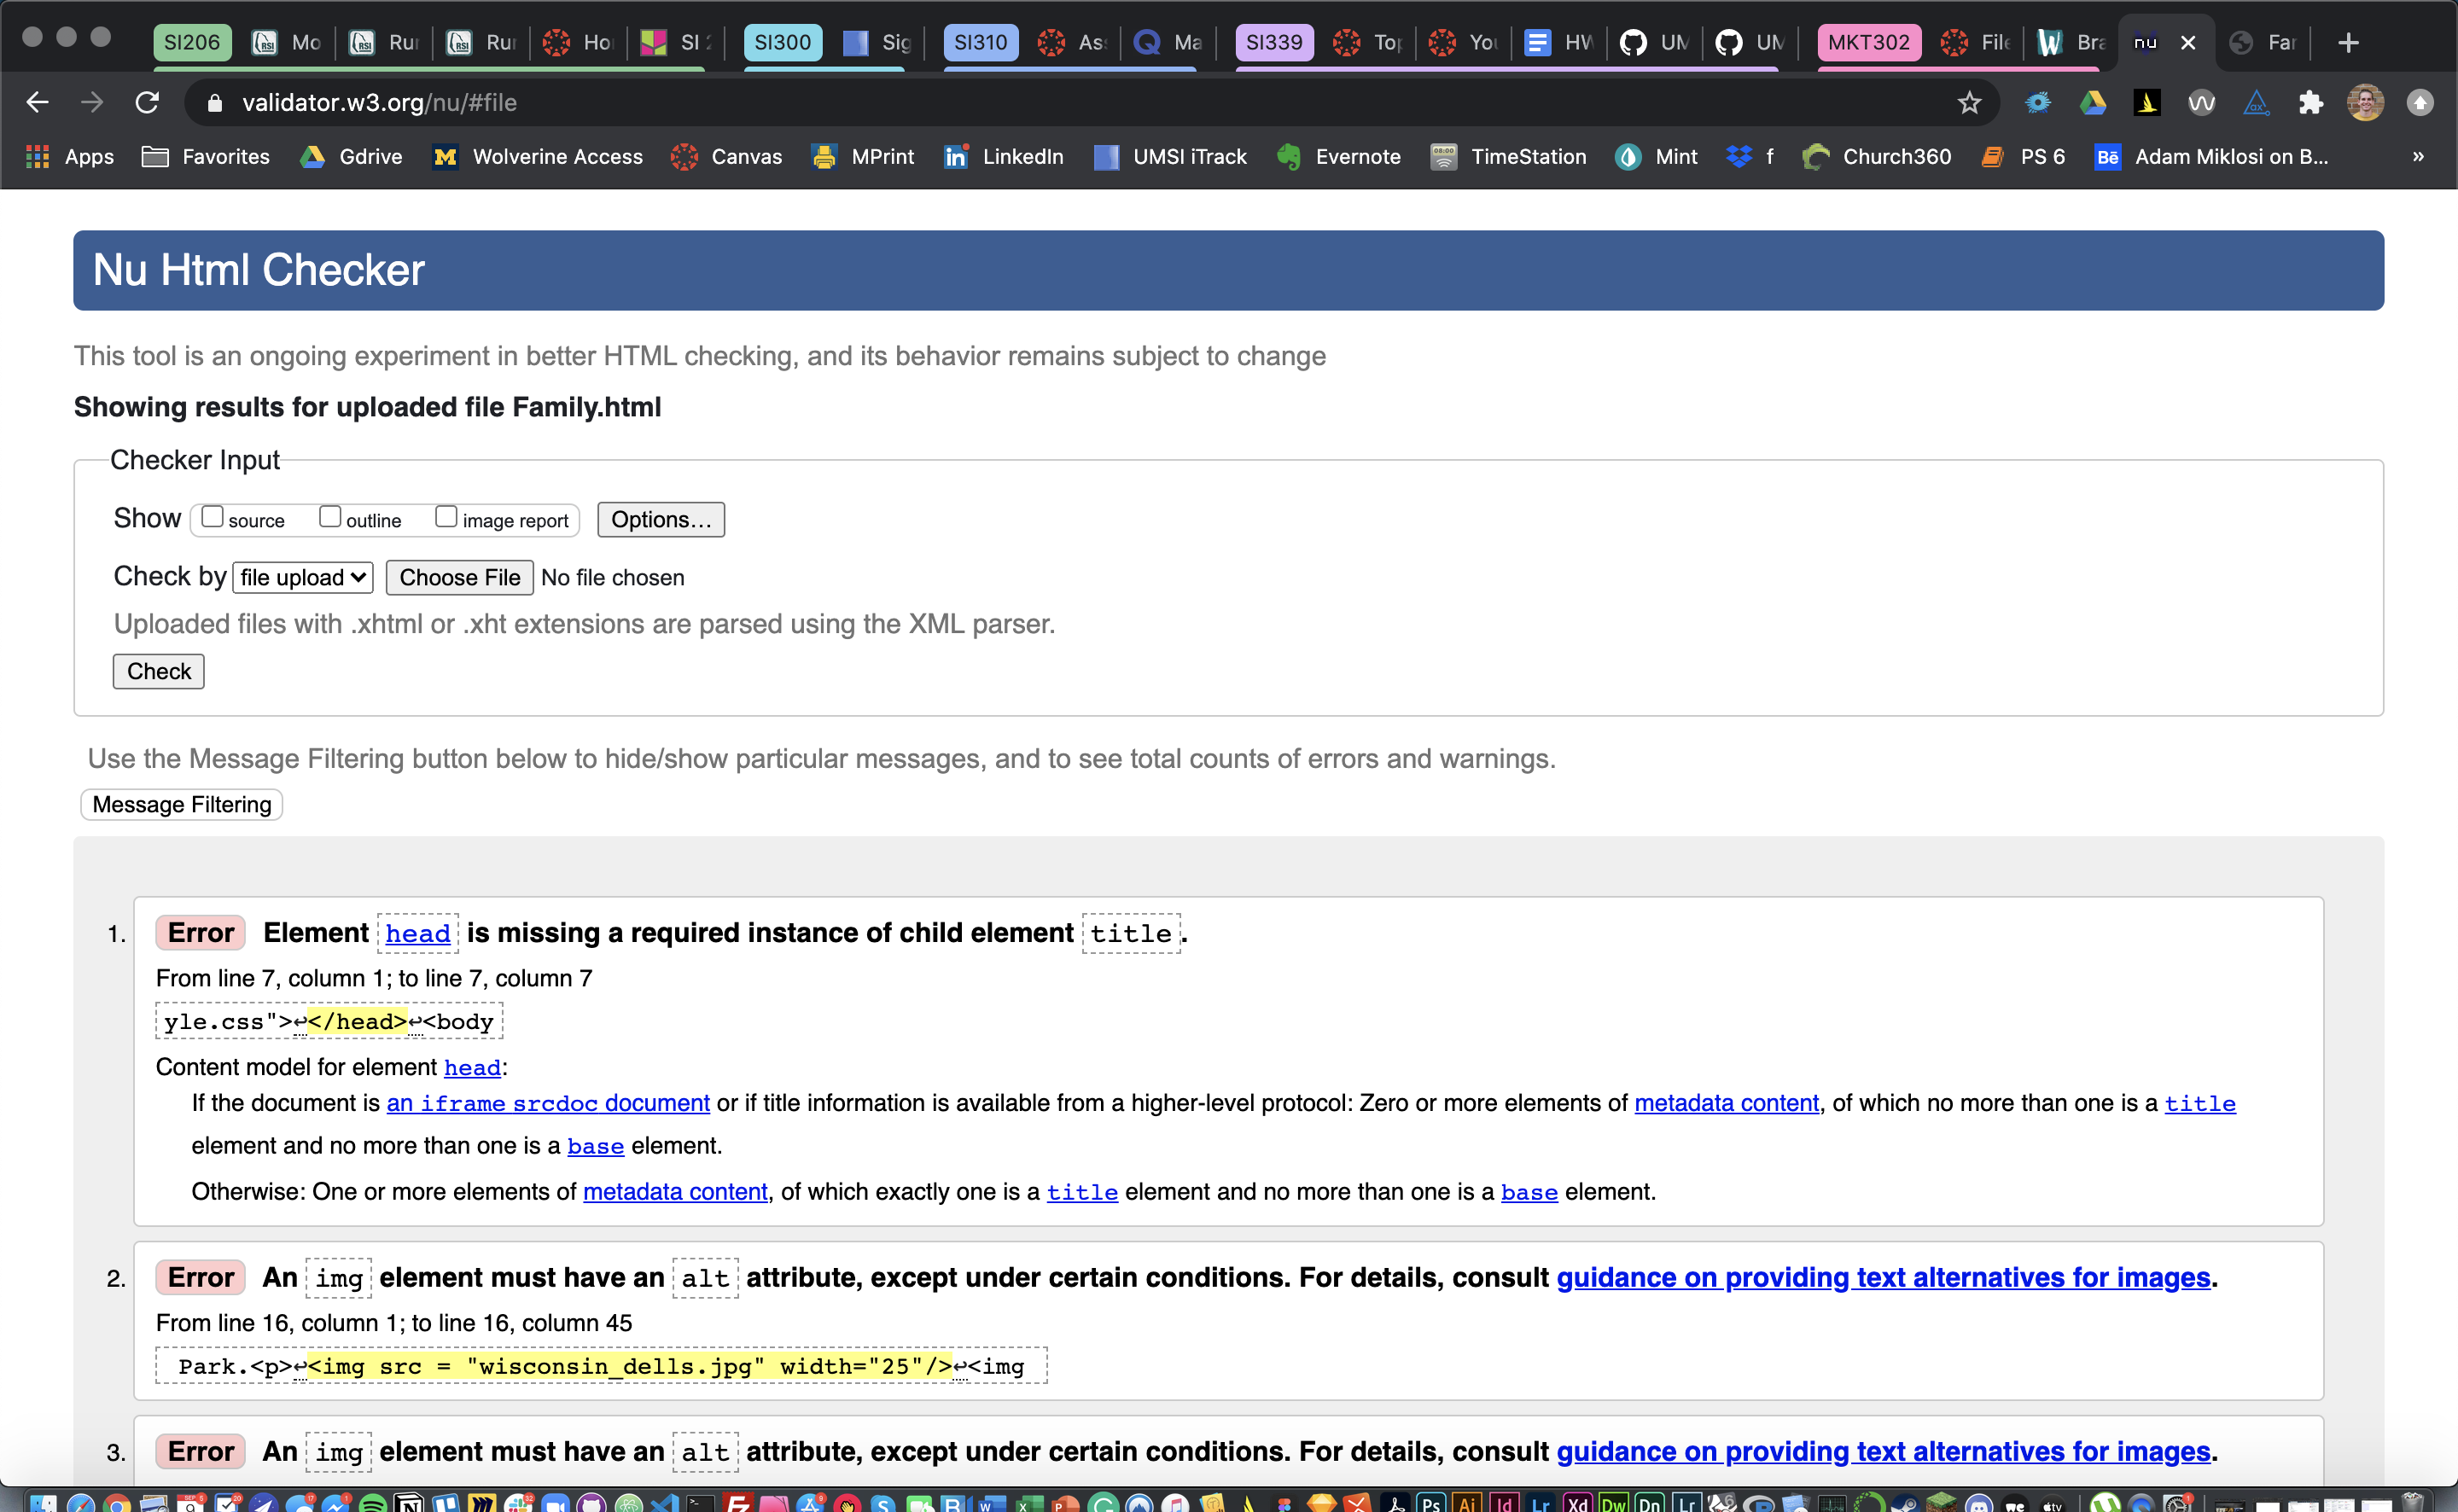 SI206 Mo Rur Rur Ho SI 2 SI300 Sig SI310 As Ma SI339 Top You HW UM UM MKT302 File Bra nu Far
validator.w3.org/nu/#file
Apps Favorites Gdrive Wolverine Access Canvas MPrint LinkedIn UMSI iTrack Evernote TimeStation Mint f Church360 PS 6 Adam Miklosi on B... »
Nu Html Checker
This tool is an ongoing experiment in better HTML checking, and its behavior remains subject to change
Showing results for uploaded file Family.html
Checker Input
Show source outline image report Options...
Check by file upload Choose File No file chosen
Uploaded files with .xhtml or .xht extensions are parsed using the XML parser.
Check
Use the Message Filtering button below to hide/show particular messages, and to see total counts of errors and warnings.
Message Filtering
1. Error Element head is missing a required instance of child element title.
From line 7, column 1; to line 7, column 7
yle.css">↩</head>↩<body
Content model for element head:
If the document is an iframe srcdoc document or if title information is available from a higher-level protocol: Zero or more elements of metadata content, of which no more than one is a title
element and no more than one is a base element.
Otherwise: One or more elements of metadata content, of which exactly one is a title element and no more than one is a base element.
2. Error An img element must have an alt attribute, except under certain conditions. For details, consult guidance on providing text alternatives for images.
From line 16, column 1; to line 16, column 45
Park.<p>↩<img src = "wisconsin_dells.jpg" width="25"/>↩<img
3. Error An img element must have an alt attribute, except under certain conditions. For details, consult guidance on providing text alternatives for images.